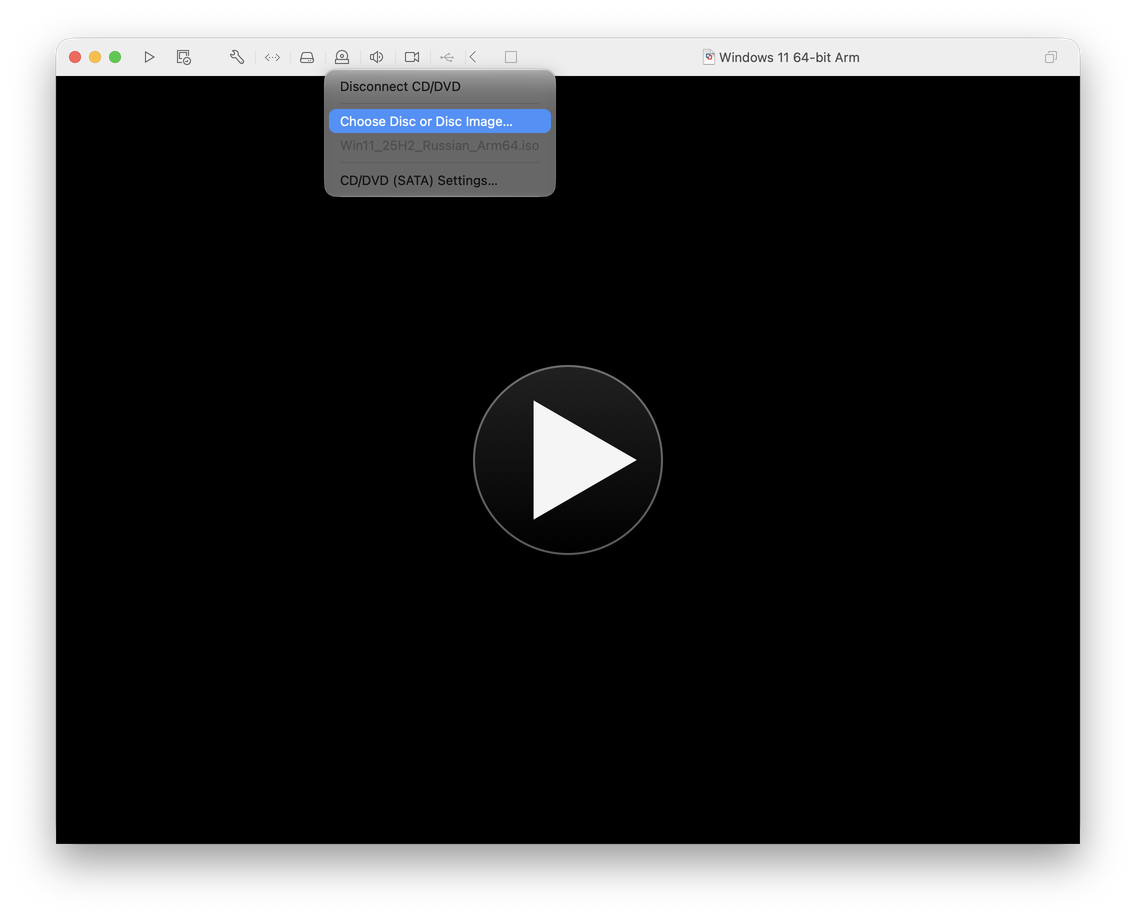 Windows 11 64-bit Arm
Disconnect CD/DVD
Choose Disc or Disc Image...
Win11_25H2_Russian_Arm64.iso
CD/DVD (SATA) Settings...